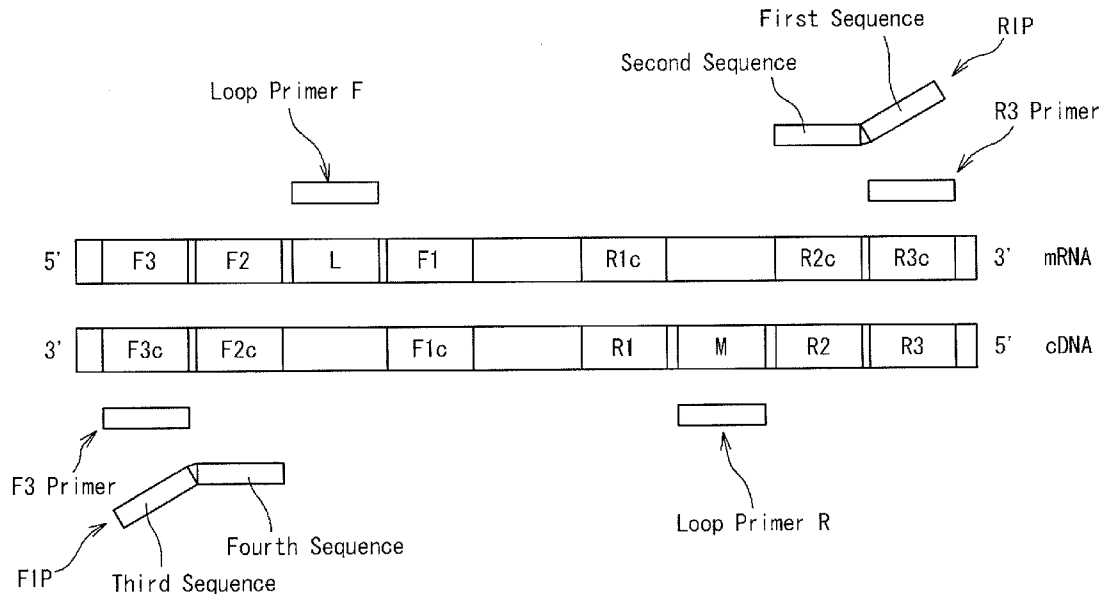 First Sequence
RIP
Second Sequence
Loop Primer F
R3 Primer
5' F3 F2 L F1 R1c R2c R3c 3' mRNA
3' F3c F2c F1c R1 M R2 R3 5' cDNA
F3 Primer
Loop Primer R
Fourth Sequence
FIP
Third Sequence